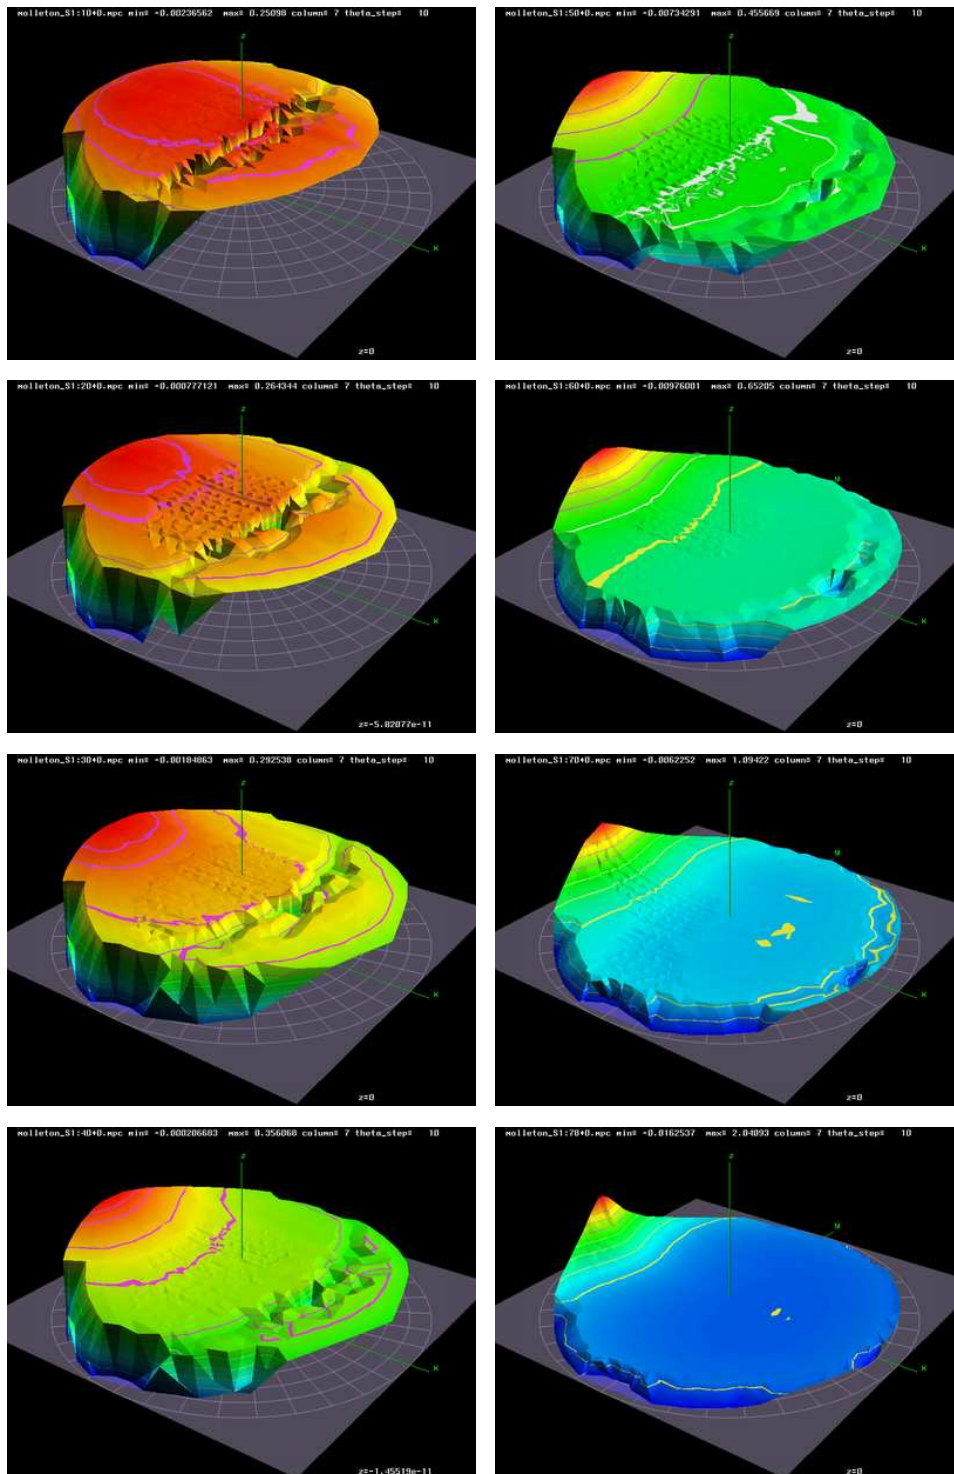 molleton_S1:10+0.mpc min= -0.00236562 max= 0.25098 column= 7 theta_step= 10
z
x
z=0
molleton_S1:20+0.mpc min= -0.000777121 max= 0.264344 column= 7 theta_step= 10
z
x
z=-5.82077e-11
molleton_S1:30+0.mpc min= -0.00184863 max= 0.292538 column= 7 theta_step= 10
z
x
z=0
molleton_S1:40+0.mpc min= -0.000206683 max= 0.356068 column= 7 theta_step= 10
z
x
z=-1.45519e-11
molleton_S1:50+0.mpc min= -0.00734291 max= 0.455669 column= 7 theta_step= 10
z
x
z=0
molleton_S1:60+0.mpc min= -0.00976001 max= 0.65205 column= 7 theta_step= 10
z
y
x
z=0
molleton_S1:70+0.mpc min= -0.0062252 max= 1.09422 column= 7 theta_step= 10
z
y
x
z=0
molleton_S1:78+0.mpc min= -0.0162537 max= 2.04093 column= 7 theta_step= 10
z
y
x
z=0